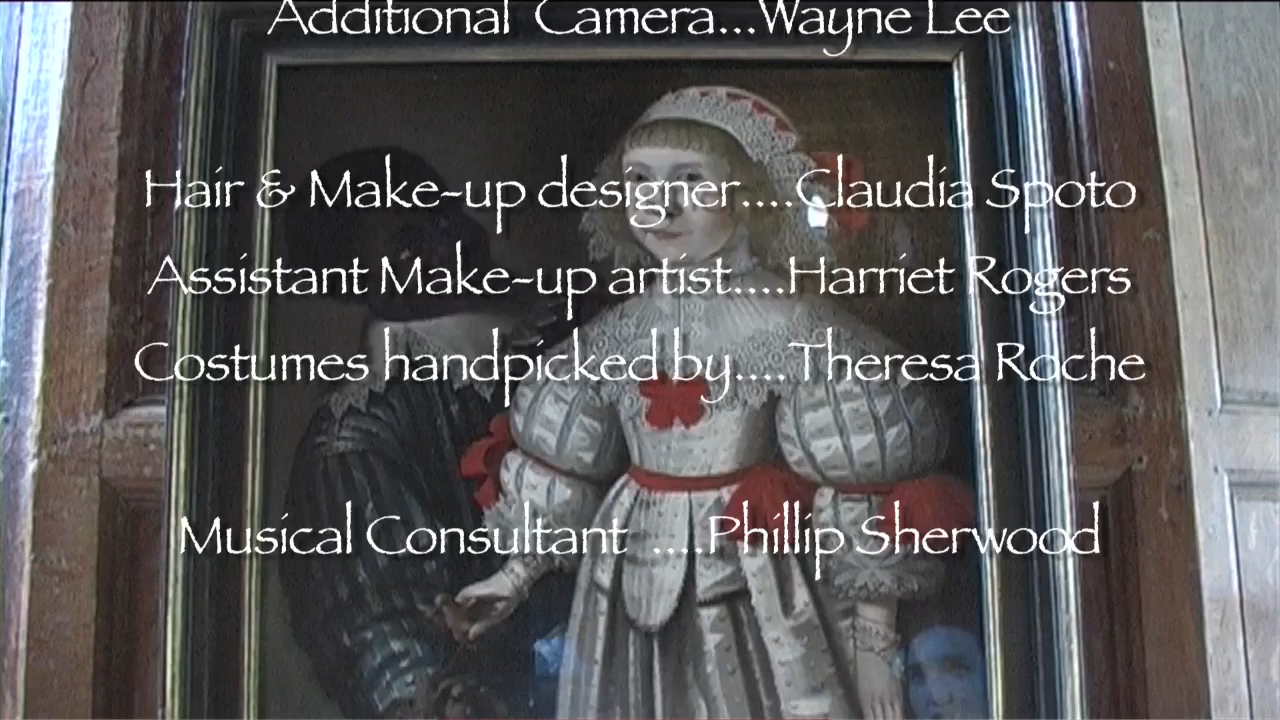 Additional Camera...Wayne Lee
Hair & Make-up designer....Claudia Spoto
Assistant Make-up artist....Harriet Rogers
Costumes handpicked by....Theresa Roche
Musical Consultant ....Phillip Sherwood